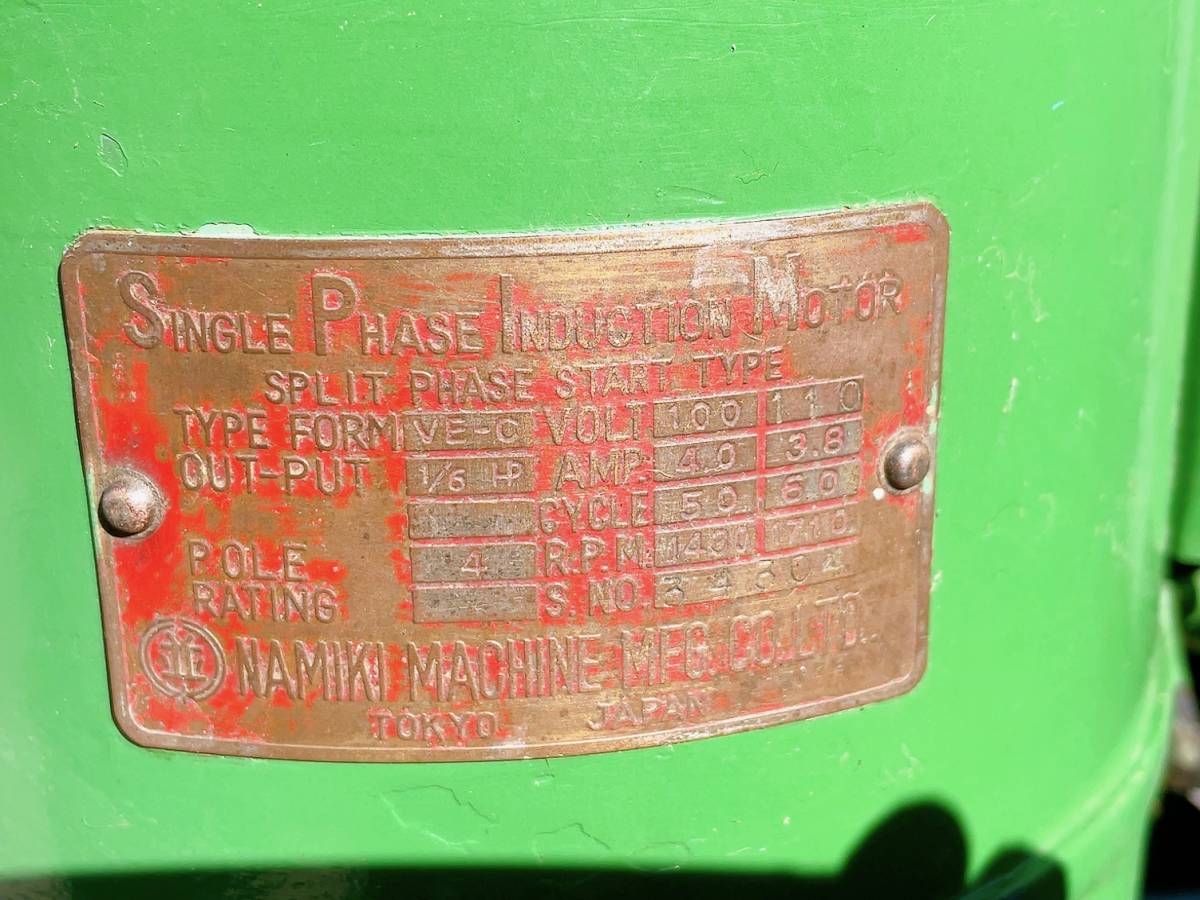 SINGLE PHASE INDUCTION MOTOR
SPLIT PHASE START TYPE
TYPE FORM VE-C VOLT 100 110
OUT-PUT 1/6 HP AMP. 4.0 3.8
CYCLE 50 60
POLE 4 R.P.M. 1430 1710
RATING S. NO 34304
NAMIKI MACHINE MFG. CO. LTD.
TOKYO JAPAN